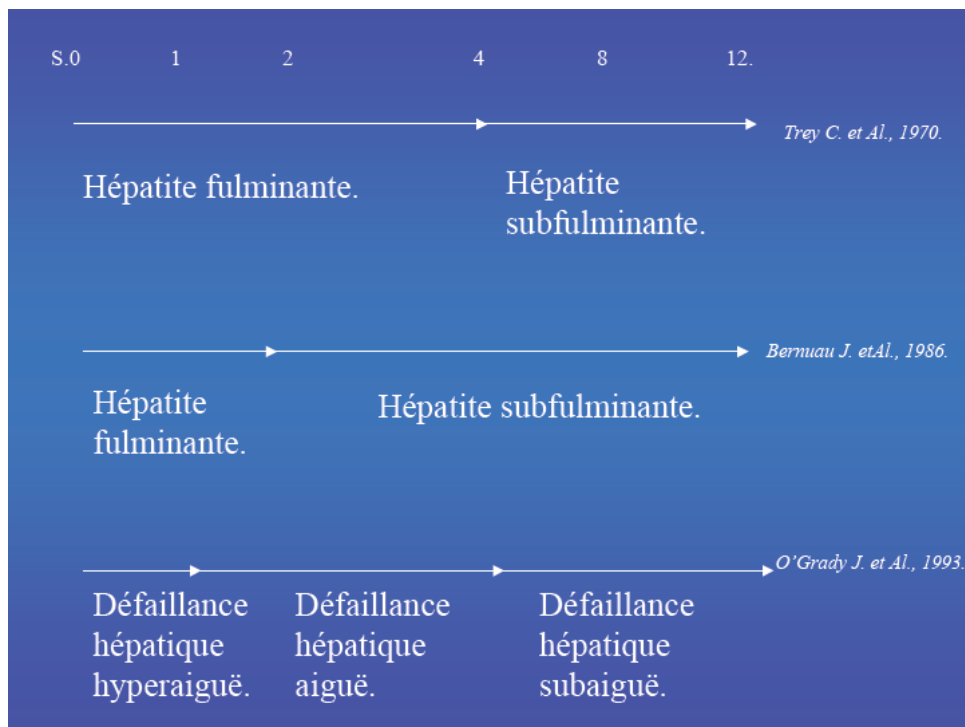 S.0 1 2 4 8 12.
Trey C. et Al., 1970.
Hépatite fulminante.
Hépatite
subfulminante.
Bernuau J. etAl., 1986.
Hépatite
fulminante.
Hépatite subfulminante.
O'Grady J. et Al., 1993.
Défaillance
hépatique
hyperaiguë.
Défaillance
hépatique
aiguë.
Défaillance
hépatique
subaiguë.